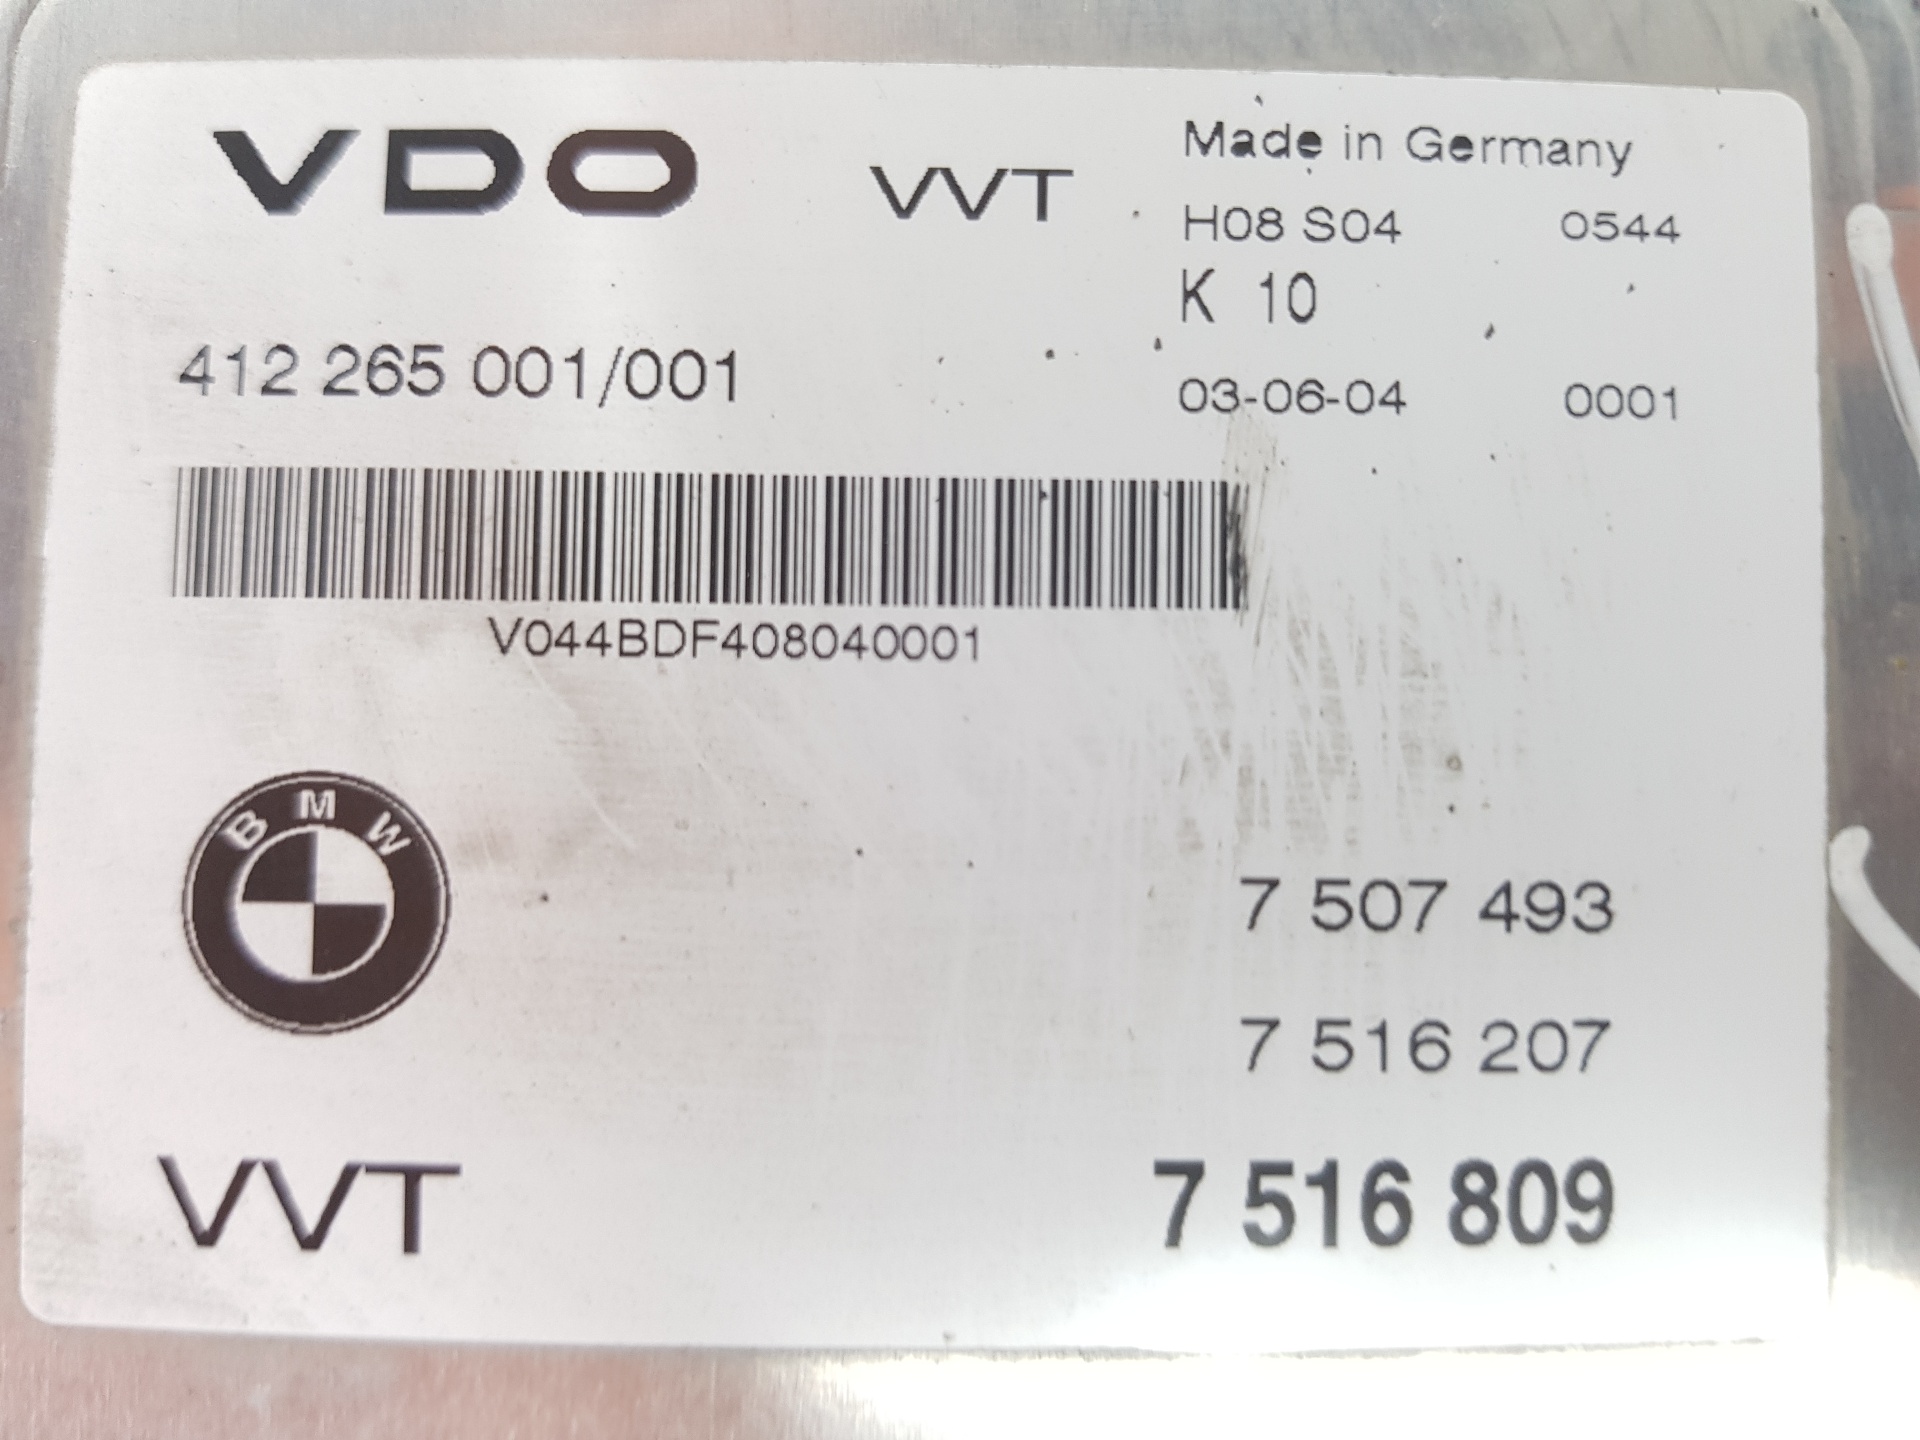 VDO VVT
Made in Germany
H08 S04 0544
K 10
412 265 001/001
03-06-04 0001
V044BDF408040001
BMW
7 507 493
7 516 207
VVT 7 516 809